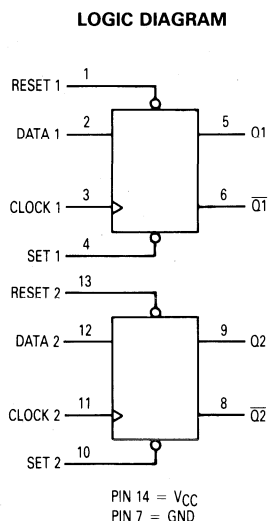 LOGIC DIAGRAM
RESET 1 1
DATA 1 2 5 Q1
CLOCK 1 3 6 Q̅1̅
SET 1 4
RESET 2 13
DATA 2 12 9 Q2
CLOCK 2 11 8 Q̅2̅
SET 2 10
PIN 14 = VCC
PIN 7 = GND